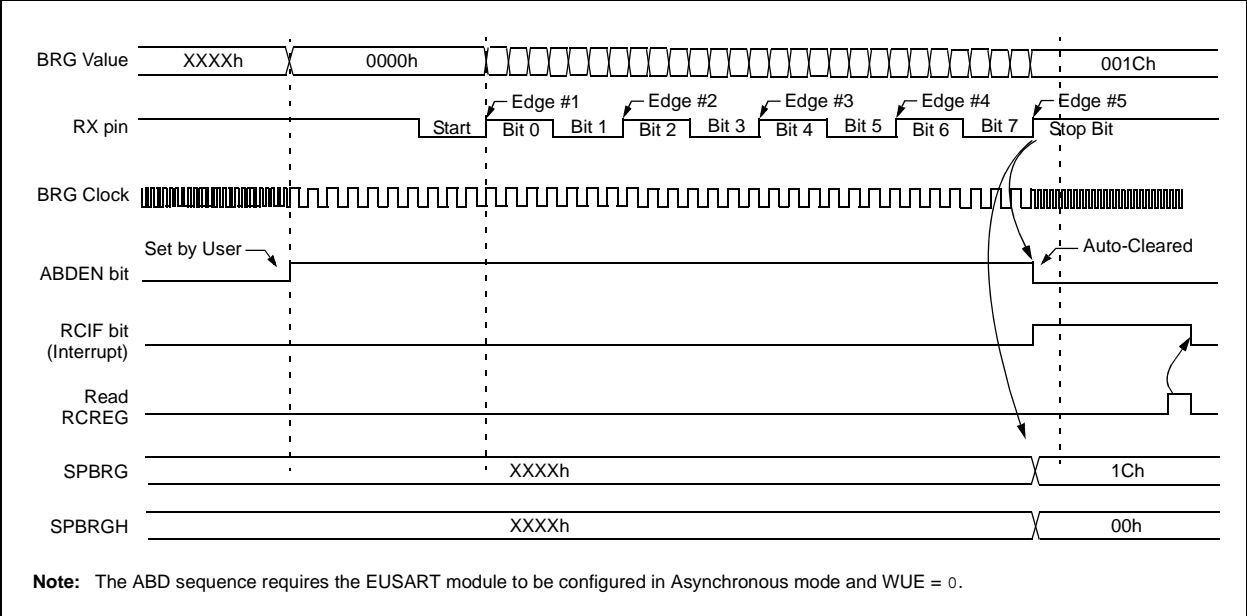 BRG Value XXXXh 0000h 001Ch
Edge #1 Edge #2 Edge #3 Edge #4 Edge #5
RX pin Start Bit 0 Bit 1 Bit 2 Bit 3 Bit 4 Bit 5 Bit 6 Bit 7 Stop Bit
BRG Clock
Set by User Auto-Cleared
ABDEN bit
RCIF bit
(Interrupt)
Read
RCREG
SPBRG XXXXh 1Ch
SPBRGH XXXXh 00h
Note: The ABD sequence requires the EUSART module to be configured in Asynchronous mode and WUE = 0.